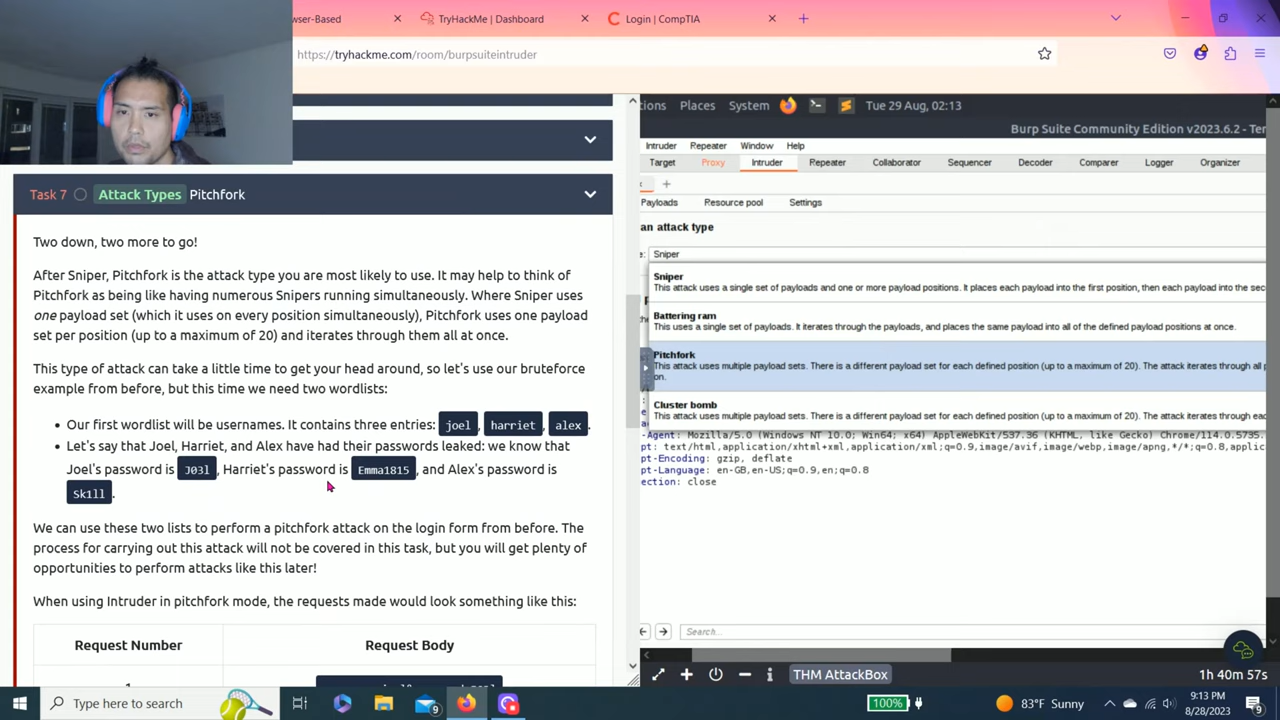 wser-Based
TryHackMe | Dashboard
Login | CompTIA
https://tryhackme.com/room/burpsuiteintruder
Task 7 Attack Types Pitchfork
Two down, two more to go!
After Sniper, Pitchfork is the attack type you are most likely to use. It may help to think of
Pitchfork as being like having numerous Snipers running simultaneously. Where Sniper uses
one payload set (which it uses on every position simultaneously), Pitchfork uses one payload
set per position (up to a maximum of 20) and iterates through them all at once.
This type of attack can take a little time to get your head around, so let's use our bruteforce
example from before, but this time we need two wordlists:
Our first wordlist will be usernames. It contains three entries: joel, harriet, alex.
Let's say that Joel, Harriet, and Alex have had their passwords leaked: we know that
Joel's password is J03l, Harriet's password is Emma1815, and Alex's password is
Sk1ll.
We can use these two lists to perform a pitchfork attack on the login form from before. The
process for carrying out this attack will not be covered in this task, but you will get plenty of
opportunities to perform attacks like this later!
When using Intruder in pitchfork mode, the requests made would look something like this:
Request Number Request Body
1
tions Places System Tue 29 Aug, 02:13
Burp Suite Community Edition v2023.6.2 - Ter
Intruder Repeater Window Help
Target Proxy Intruder Repeater Collaborator Sequencer Decoder Comparer Logger Organizer
x +
Payloads Resource pool Settings
an attack type
e: Sniper
Sniper
This attack uses a single set of payloads and one or more payload positions. It places each payload into the first position, then each payload into the sec
Battering ram
This uses a single set of payloads. It iterates through the payloads, and places the same payload into all of the defined payload positions at once.
Pitchfork
This attack uses multiple payload sets. There is a different payload set for each defined position (up to a maximum of 20). The attack iterates through all p
on.
Cluster bomb
This attack uses multiple payload sets. There is a different payload set for each defined position (up to a maximum of 20). The attack iterates through eac
-Agent: Mozilla/5.0 (Windows NT 10.0; Win64; x64) AppleWebKit/537.36 (KHTML, like Gecko) Chrome/114.0.5735.
pt: text/html,application/xhtml+xml,application/xml;q=0.9,image/avif,image/webp,image/apng,*/*;q=0.8,applic
pt-Encoding: gzip, deflate
pt-Language: en-GB,en-US;q=0.9,en;q=0.8
ection: close
Search...
THM AttackBox
1h 40m 57s
Type here to search
9
100%
83°F Sunny
9:13 PM
8/28/2023
9